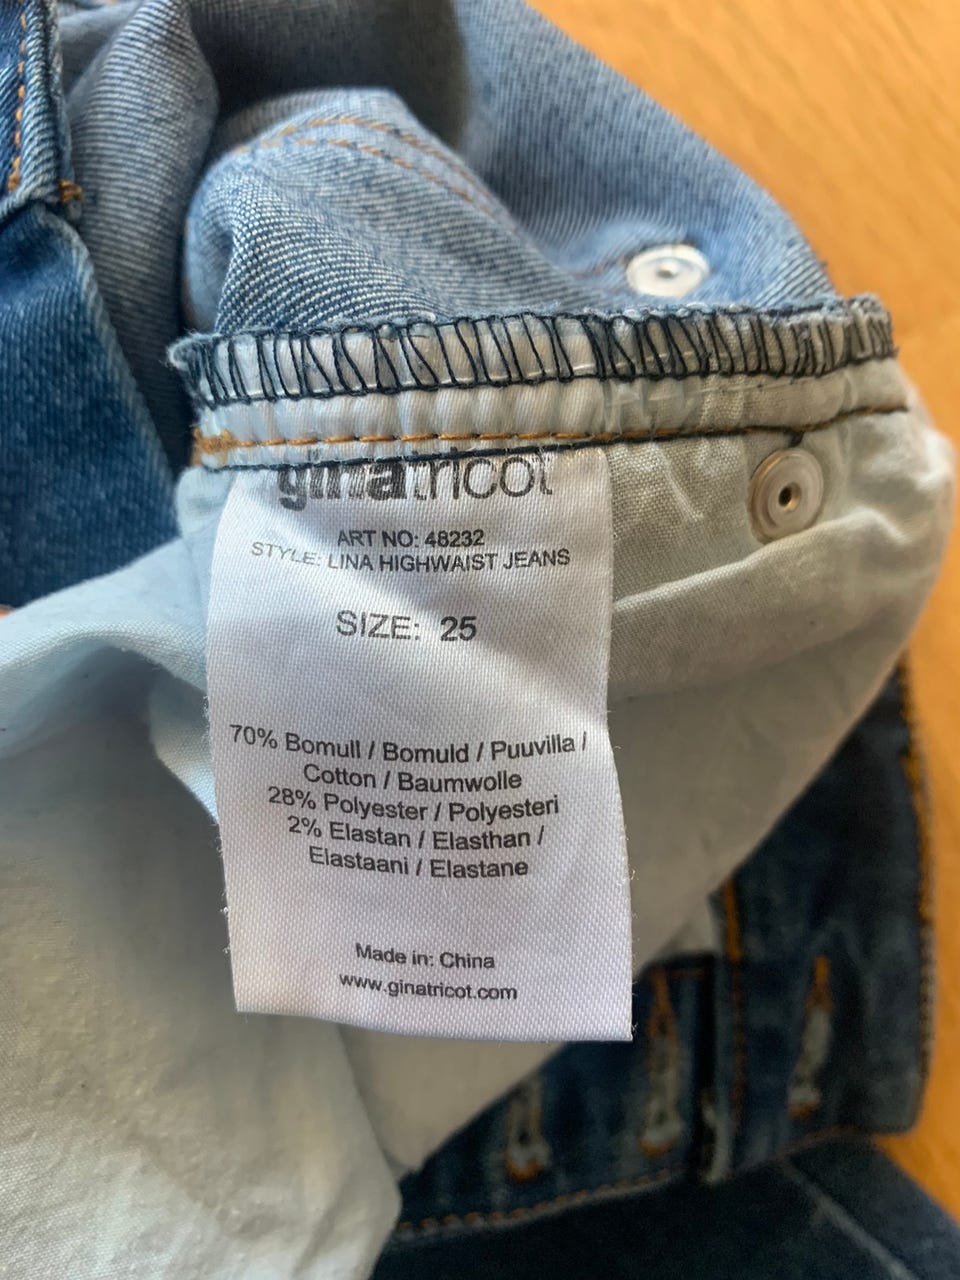 ginatricot
ART NO: 48232
STYLE: LINA HIGHWAIST JEANS
SIZE: 25
70% Bomull / Bomuld / Puuvilla /
Cotton / Baumwolle
28% Polyester / Polyesteri
2% Elastan / Elasthan /
Elastaani / Elastane
Made in: China
www.ginatricot.com